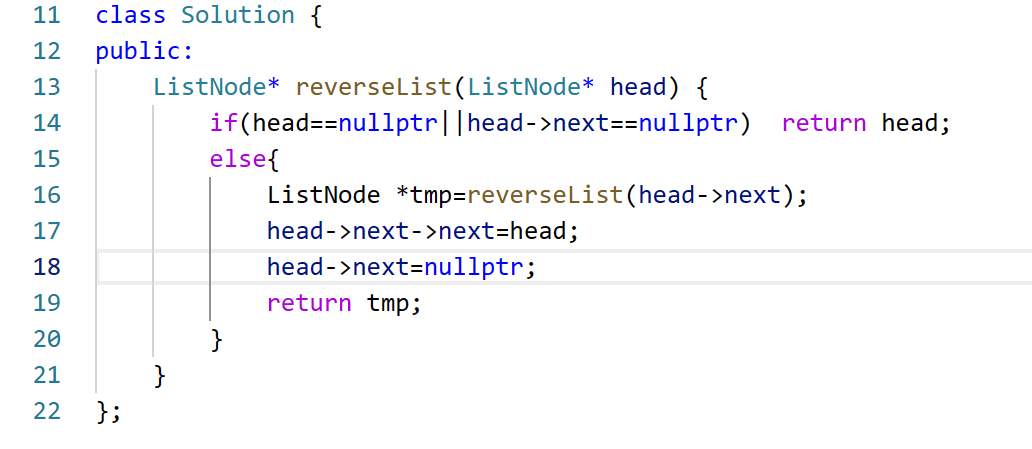 11 class Solution {
12 public:
13     ListNode* reverseList(ListNode* head) {
14         if(head==nullptr||head->next==nullptr)  return head;
15         else{
16             ListNode *tmp=reverseList(head->next);
17             head->next->next=head;
18             head->next=nullptr;
19             return tmp;
20         }
21     }
22 };